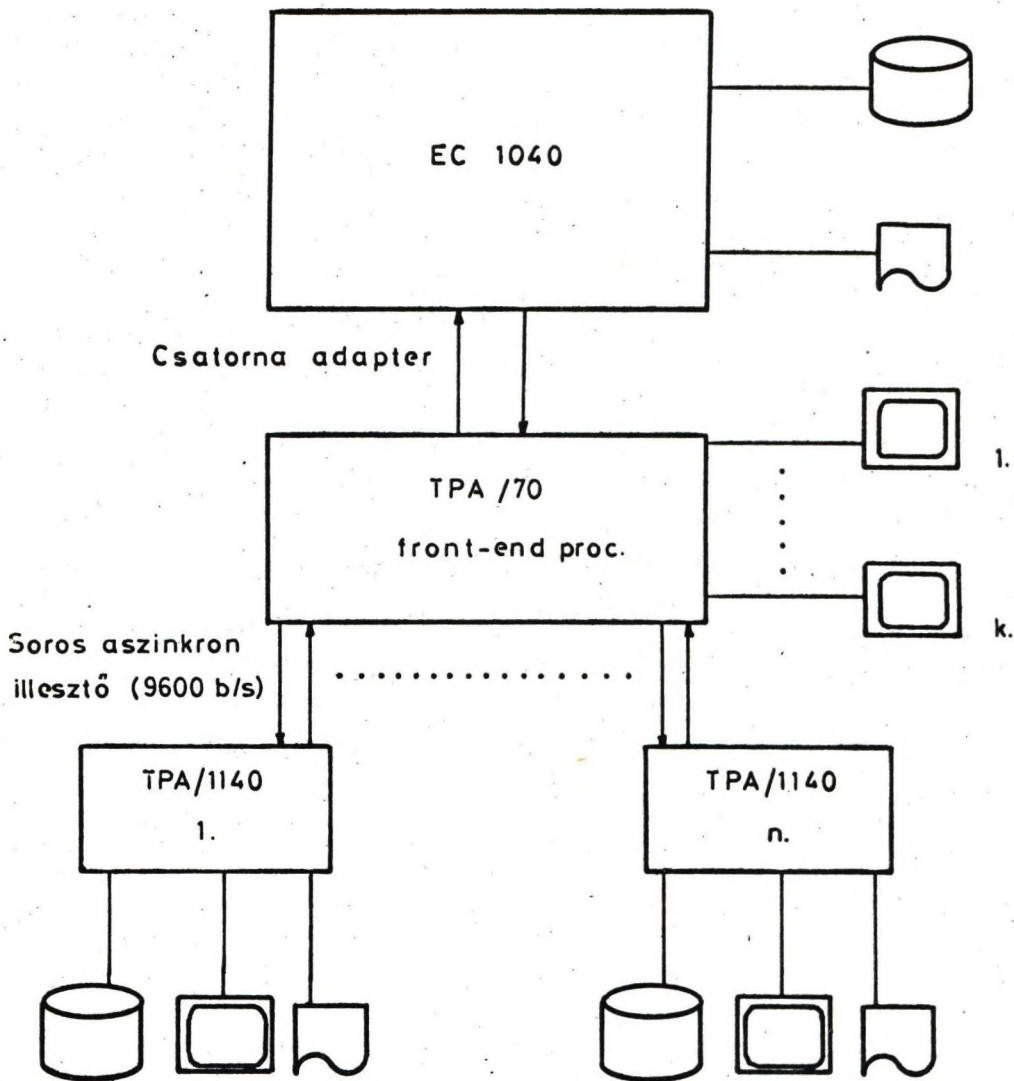 EC 1040
Csatorna adapter
TPA /70
front-end proc.
1.
k.
Soros aszinkron
illesztő (9600 b/s)
TPA/1140
1.
TPA/1140
n.